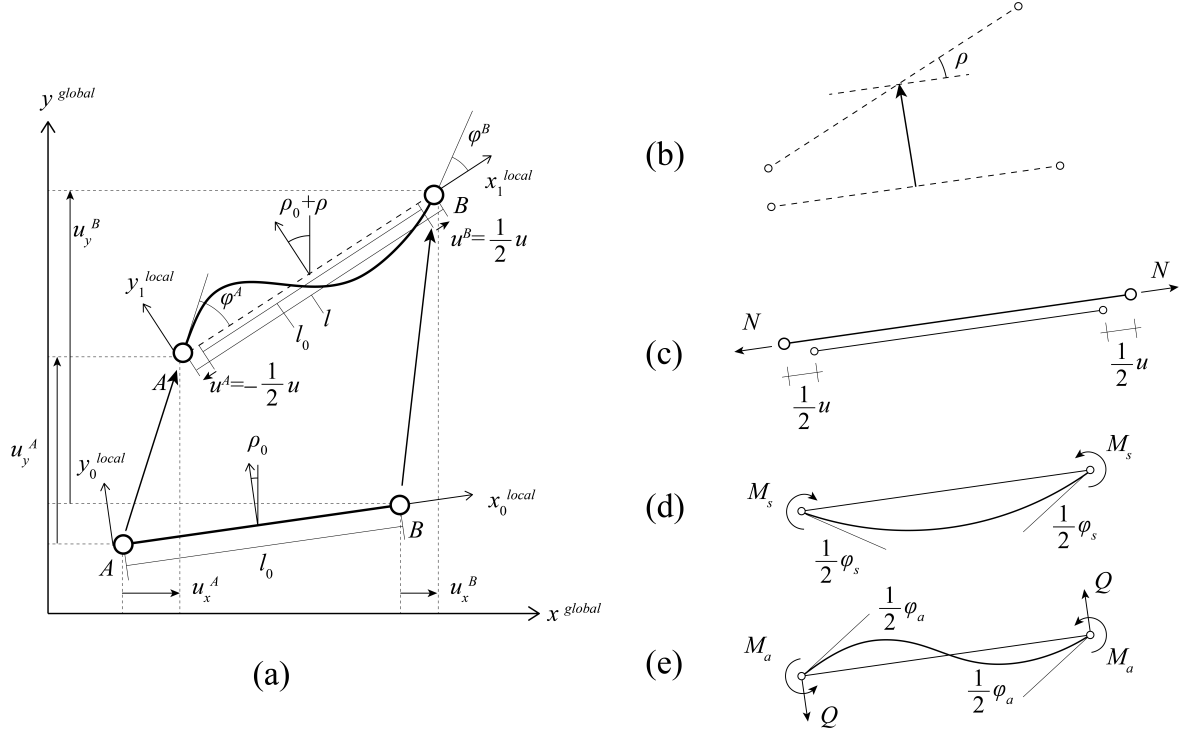 y global
φ^B
x_1^local
B
ρ_0+ρ
u_y^B
u^B=1/2 u
y_1^local
φ^A
l
l_0
A
u^A=-1/2 u
u_y^A
ρ_0
y_0^local
x_0^local
A
B
l_0
u_x^A
u_x^B
x global
(a)
ρ
(b)
N
N
(c)
1/2 u
1/2 u
M_s
M_s
(d)
1/2 φ_s
1/2 φ_s
Q
1/2 φ_a
M_a
(e)
M_a
1/2 φ_a
Q